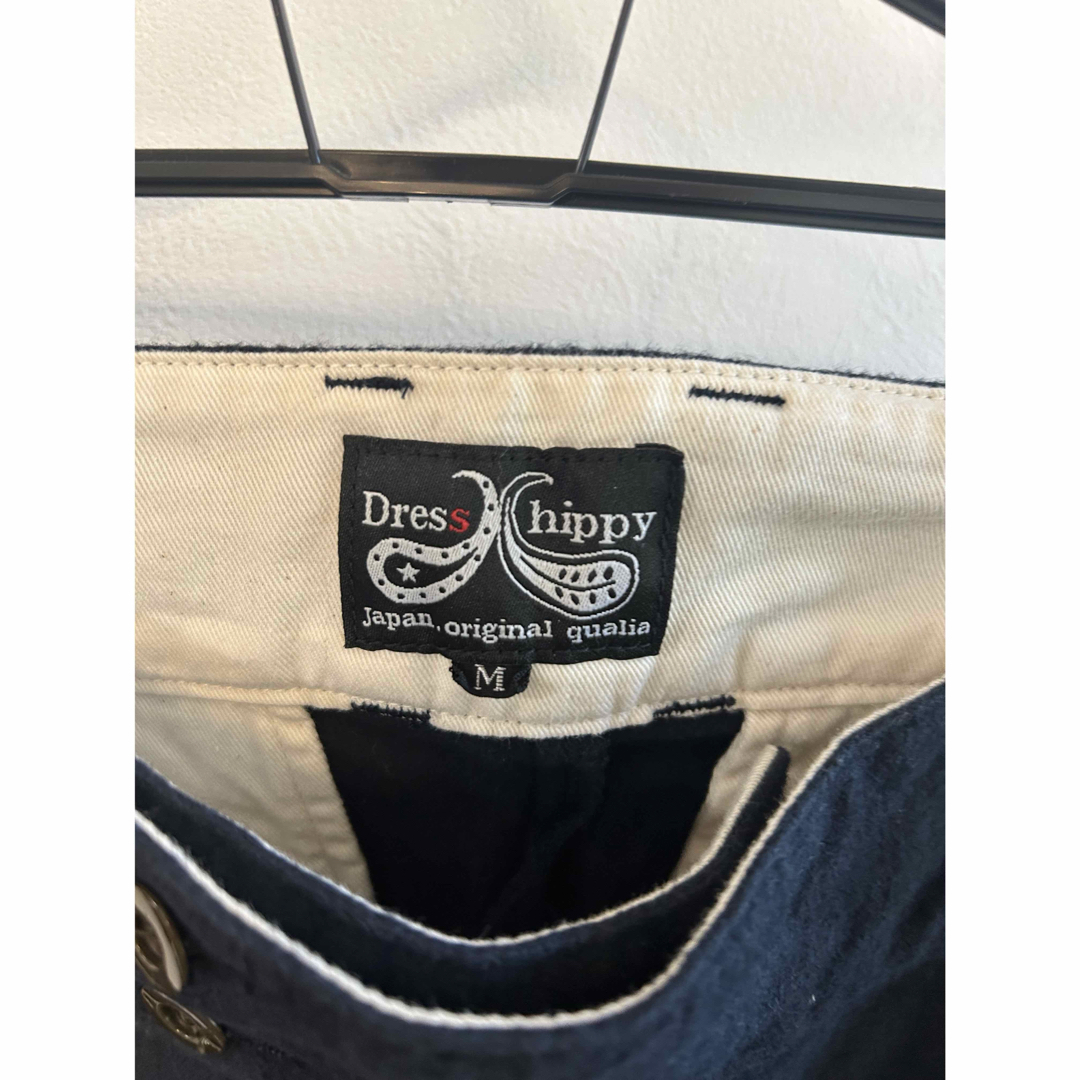 Dress hippy
Japan. original qualia
M